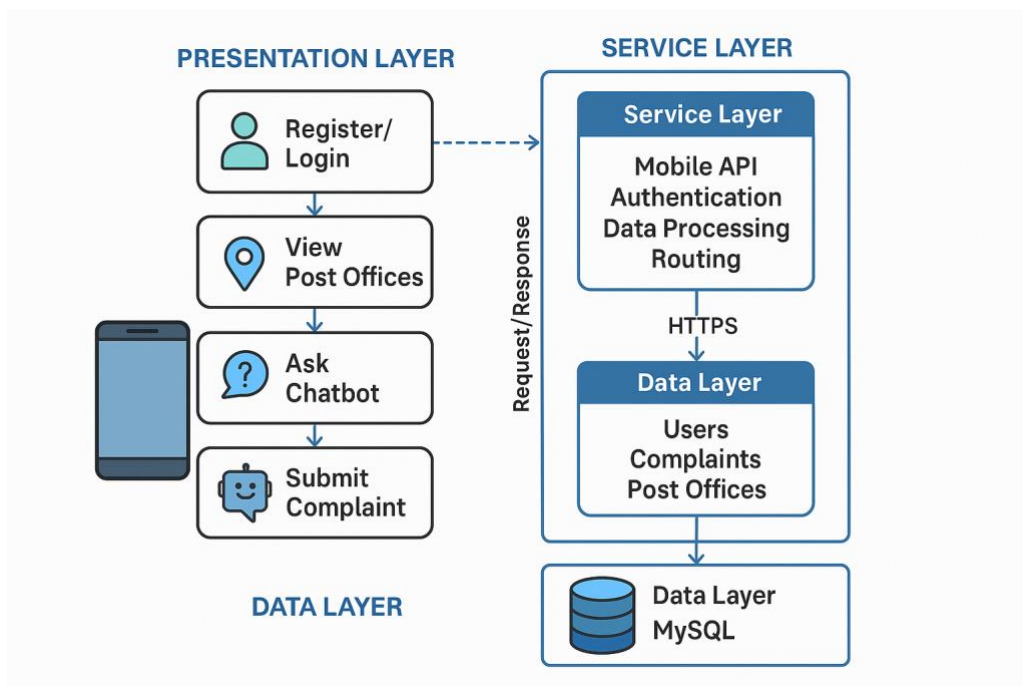 PRESENTATION LAYER
Register/
Login
View
Post Offices
Ask
Chatbot
?
Submit
Complaint
DATA LAYER
SERVICE LAYER
Service Layer
Mobile API
Authentication
Data Processing
Routing
Request/Response
HTTPS
Data Layer
Users
Complaints
Post Offices
Data Layer
MySQL